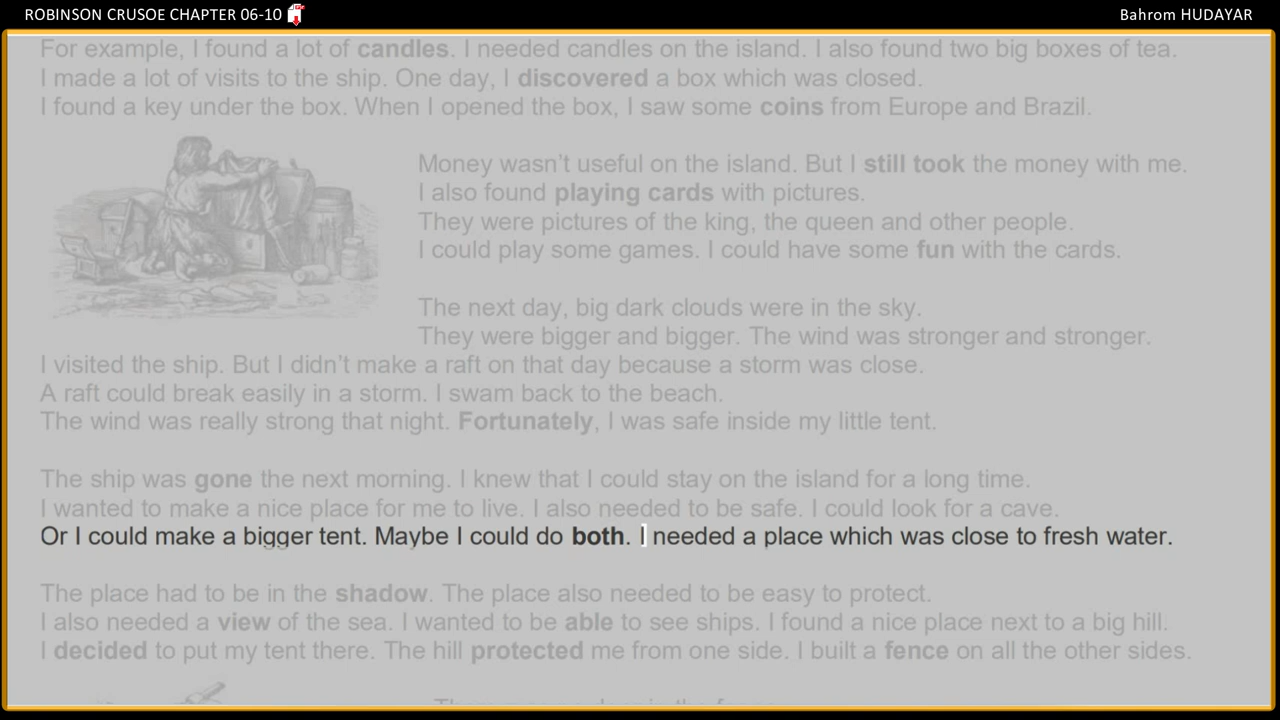 ROBINSON CRUSOE CHAPTER 06-10
Bahrom HUDAYAR
For example, I found a lot of candles. I needed candles on the island. I also found two big boxes of tea.
I made a lot of visits to the ship. One day, I discovered a box which was closed.
I found a key under the box. When I opened the box, I saw some coins from Europe and Brazil.
Money wasn’t useful on the island. But I still took the money with me.
I also found playing cards with pictures.
They were pictures of the king, the queen and other people.
I could play some games. I could have some fun with the cards.
The next day, big dark clouds were in the sky.
They were bigger and bigger. The wind was stronger and stronger.
I visited the ship. But I didn’t make a raft on that day because a storm was close.
A raft could break easily in a storm. I swam back to the beach.
The wind was really strong that night. Fortunately, I was safe inside my little tent.
The ship was gone the next morning. I knew that I could stay on the island for a long time.
I wanted to make a nice place for me to live. I also needed to be safe. I could look for a cave.
Or I could make a bigger tent. Maybe I could do both. I needed a place which was close to fresh water.
The place had to be in the shadow. The place also needed to be easy to protect.
I also needed a view of the sea. I wanted to be able to see ships. I found a nice place next to a big hill.
I decided to put my tent there. The hill protected me from one side. I built a fence on all the other sides.